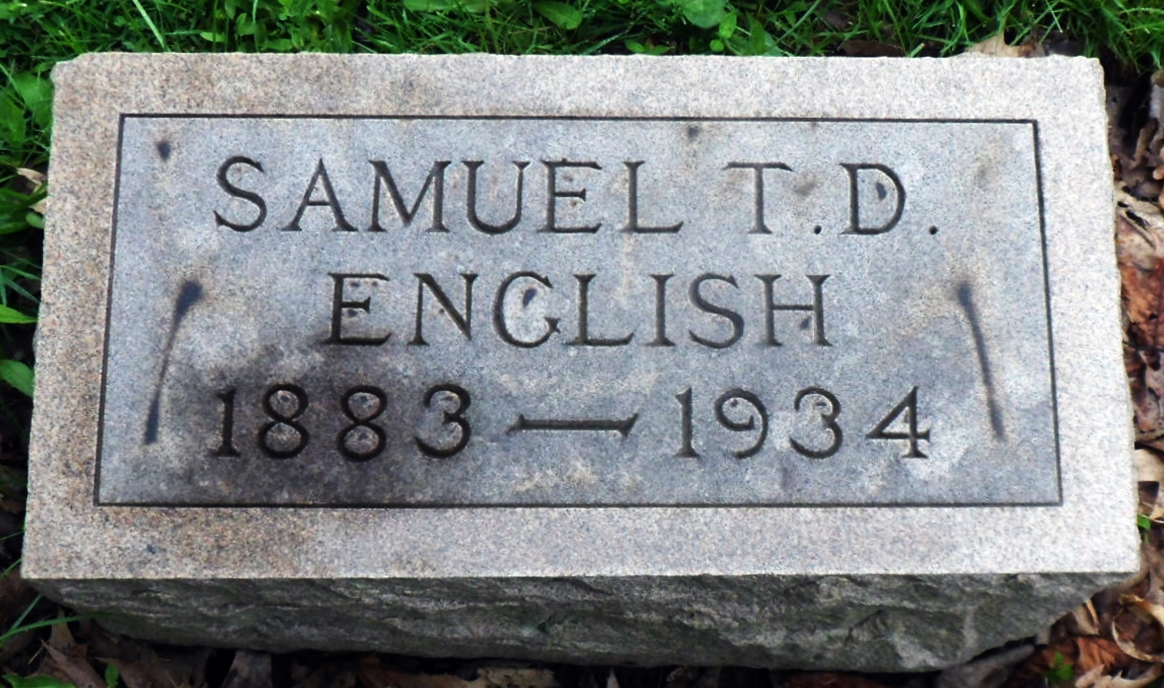 SAMUEL T.D.
ENGLISH
1883 — 1934